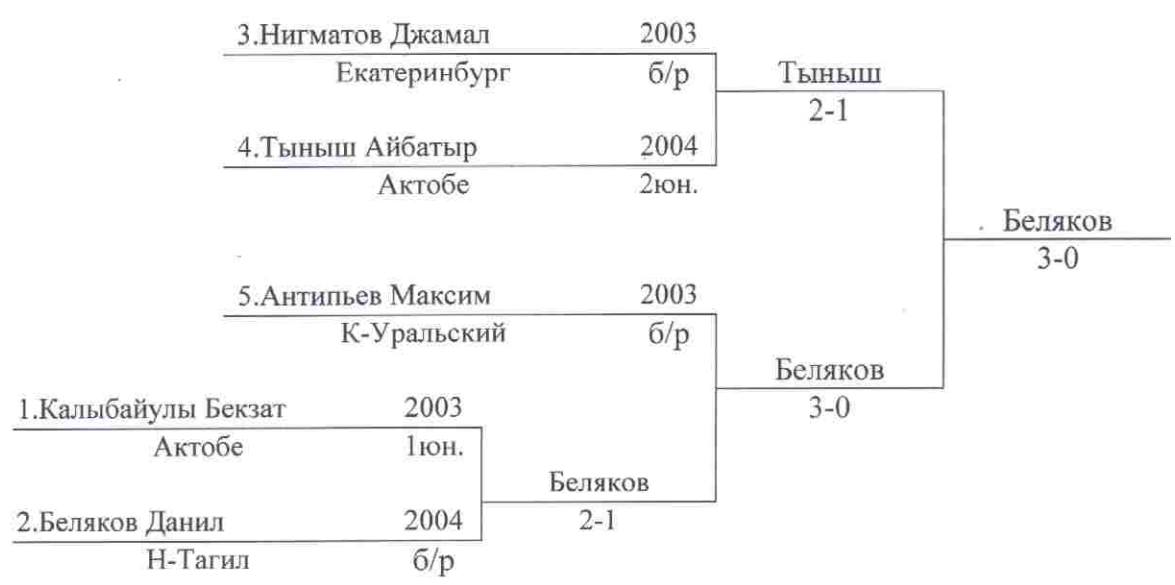 3.Нигматов Джамал 2003
Екатеринбург б/р
Тыныш
2-1
4.Тыныш Айбатыр 2004
Актобе 2юн.
Беляков
3-0
5.Антипьев Максим 2003
К-Уральский б/р
Беляков
3-0
1.Калыбайулы Бекзат 2003
Актобе 1юн.
Беляков
2-1
2.Беляков Данил 2004
Н-Тагил б/р